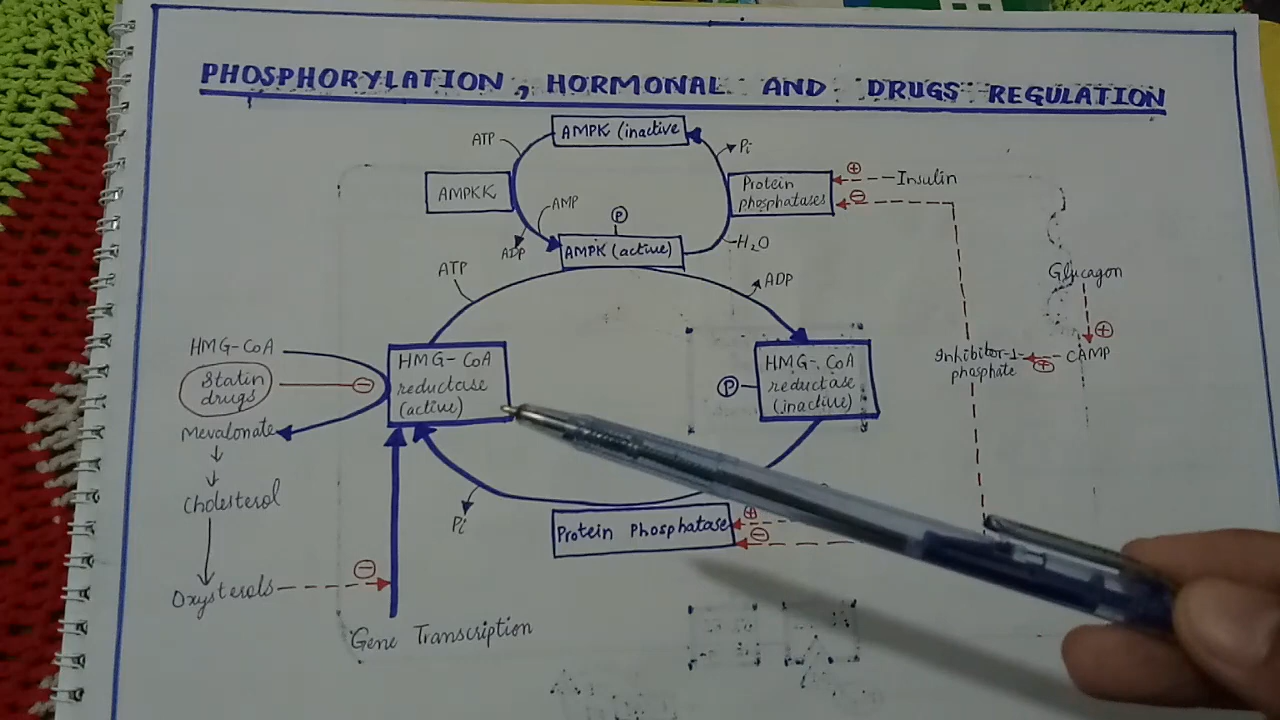 PHOSPHORYLATION, HORMONAL AND DRUGS REGULATION
ATP
AMPK (inactive
Pi
AMPKK
Protein
phosphatases
⊕
Insulin
⊖
AMP
ADP
P
AMPK (active)
H₂O
ATP
ADP
Glucagon
⊕
CAMP
⊕
Inhibitor-1-
phosphate
HMG-CoA
Statin
drugs
⊖
Mevalonate
Cholesterol
Oxysterols
⊖
HMG-CoA
reductase
(active)
P
HMG-CoA
reductase
(inactive)
Pi
Protein Phosphatase
⊕
⊖
Gene Transcription